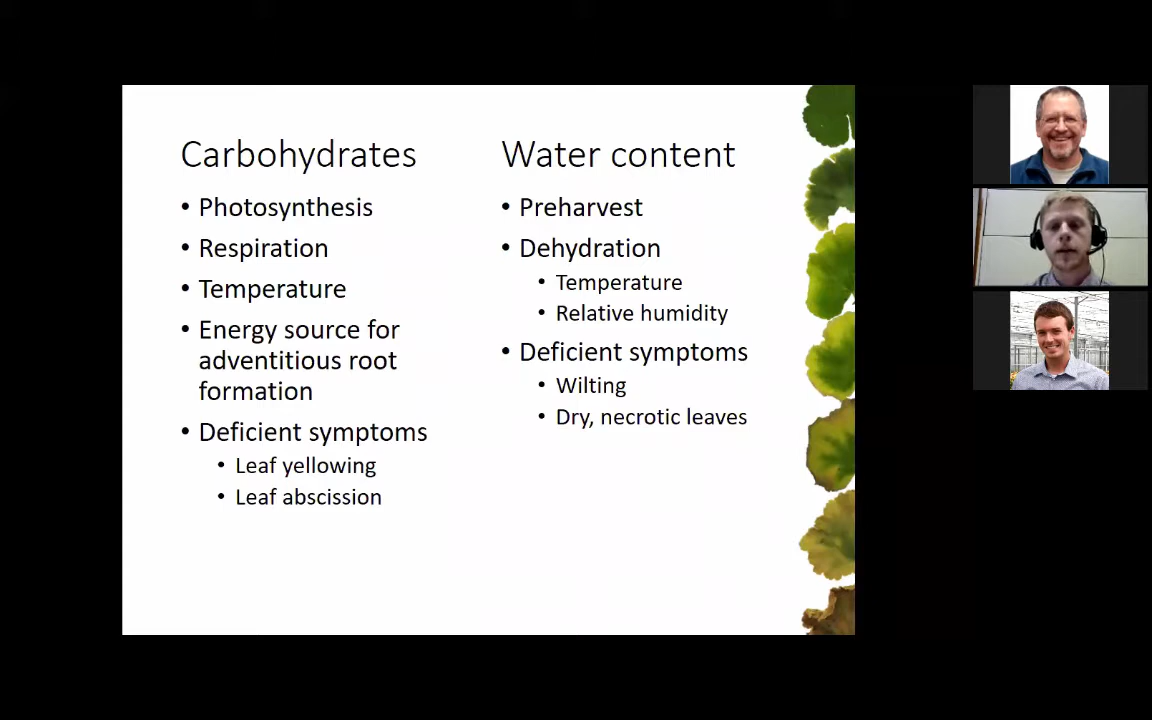 Carbohydrates
• Photosynthesis
• Respiration
• Temperature
• Energy source for
adventitious root
formation
• Deficient symptoms
• Leaf yellowing
• Leaf abscission
Water content
• Preharvest
• Dehydration
• Temperature
• Relative humidity
• Deficient symptoms
• Wilting
• Dry, necrotic leaves